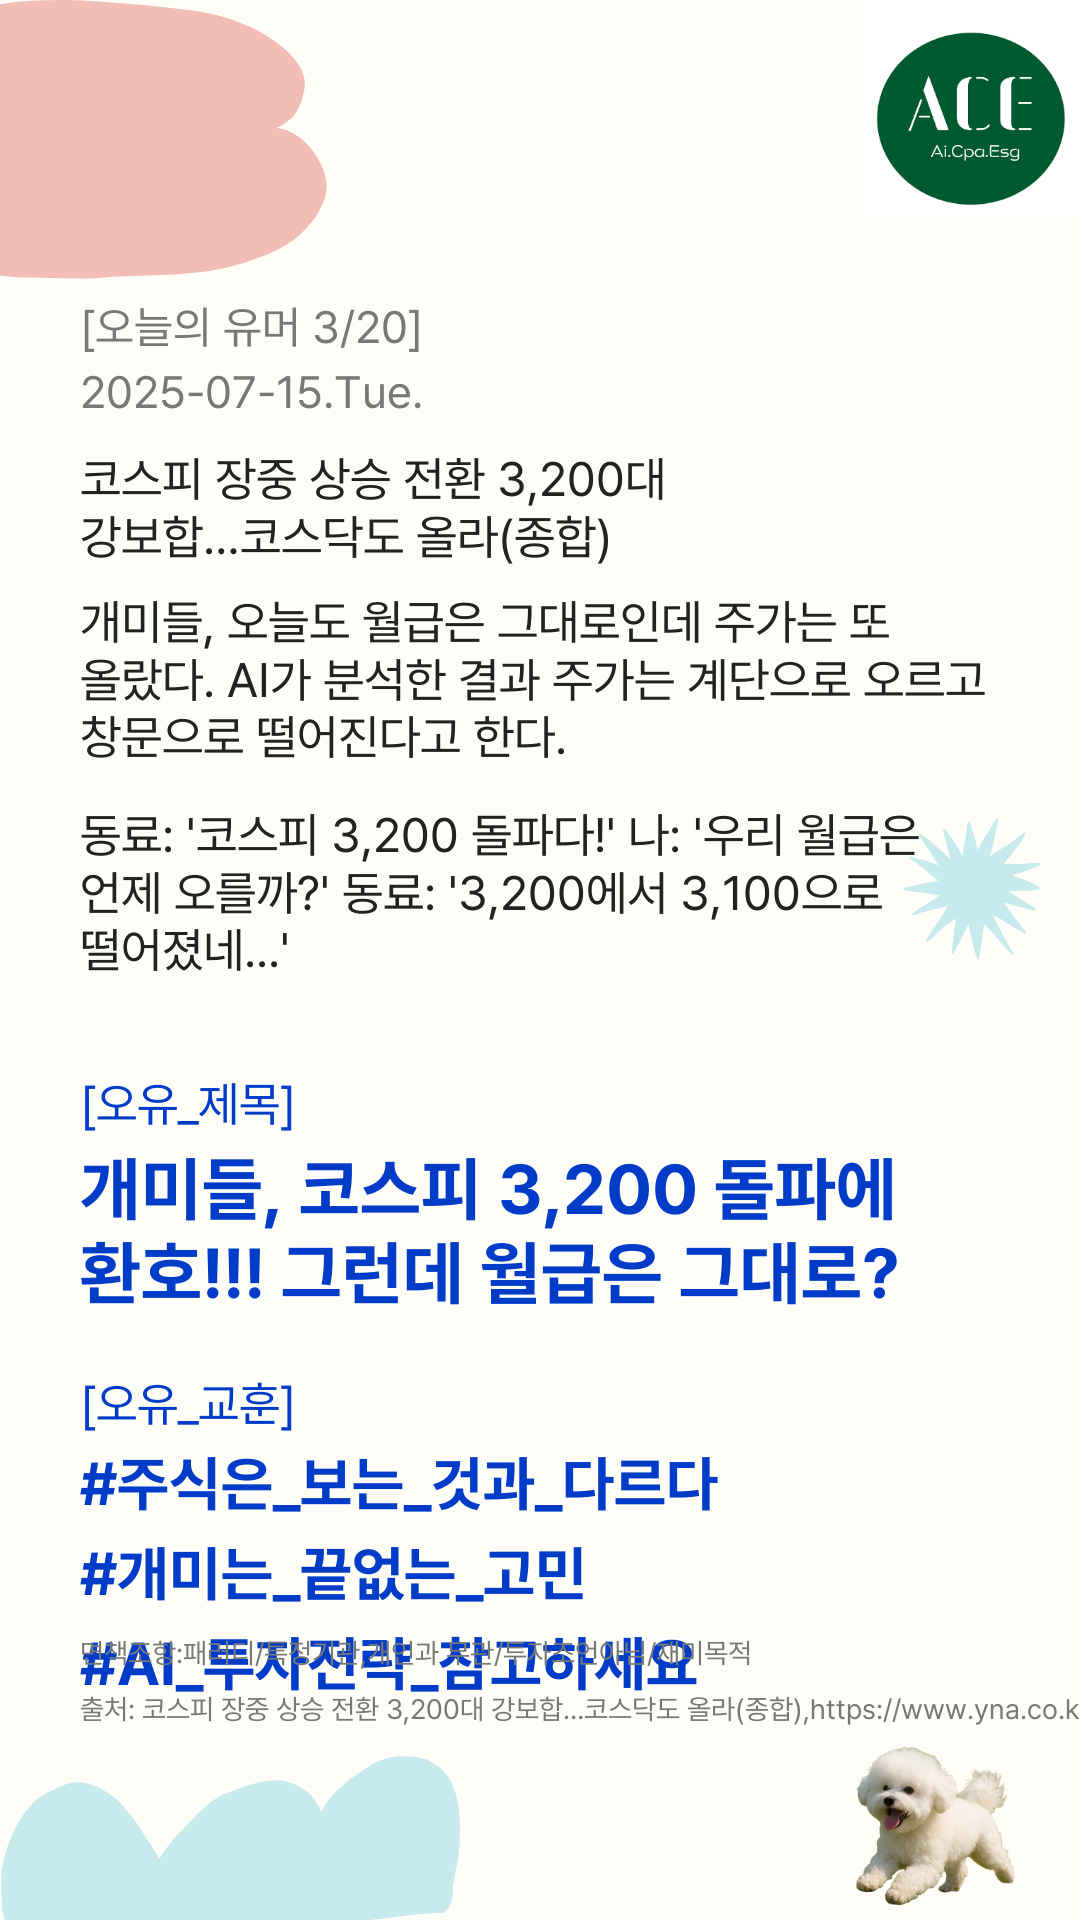 ACE
Ai.Cpa.Esg
[오늘의 유머 3/20]
2025-07-15.Tue.
코스피 장중 상승 전환 3,200대
강보합...코스닥도 올라(종합)
개미들, 오늘도 월급은 그대로인데 주가는 또
올랐다. AI가 분석한 결과 주가는 계단으로 오르고
창문으로 떨어진다고 한다.
동료: '코스피 3,200 돌파다!' 나: '우리 월급은
언제 오를까?' 동료: '3,200에서 3,100으로
떨어졌네...'
[오유_제목]
개미들, 코스피 3,200 돌파에
환호!!! 그런데 월급은 그대로?
[오유_교훈]
#주식은_보는_것과_다르다
#개미는_끝없는_고민
면책조항:패러디/특정기관,개인과 무관/투자조언아님/재미목적
#AI_투자전략_참고하세요
출처: 코스피 장중 상승 전환 3,200대 강보합...코스닥도 올라(종합),https://www.yna.co.k